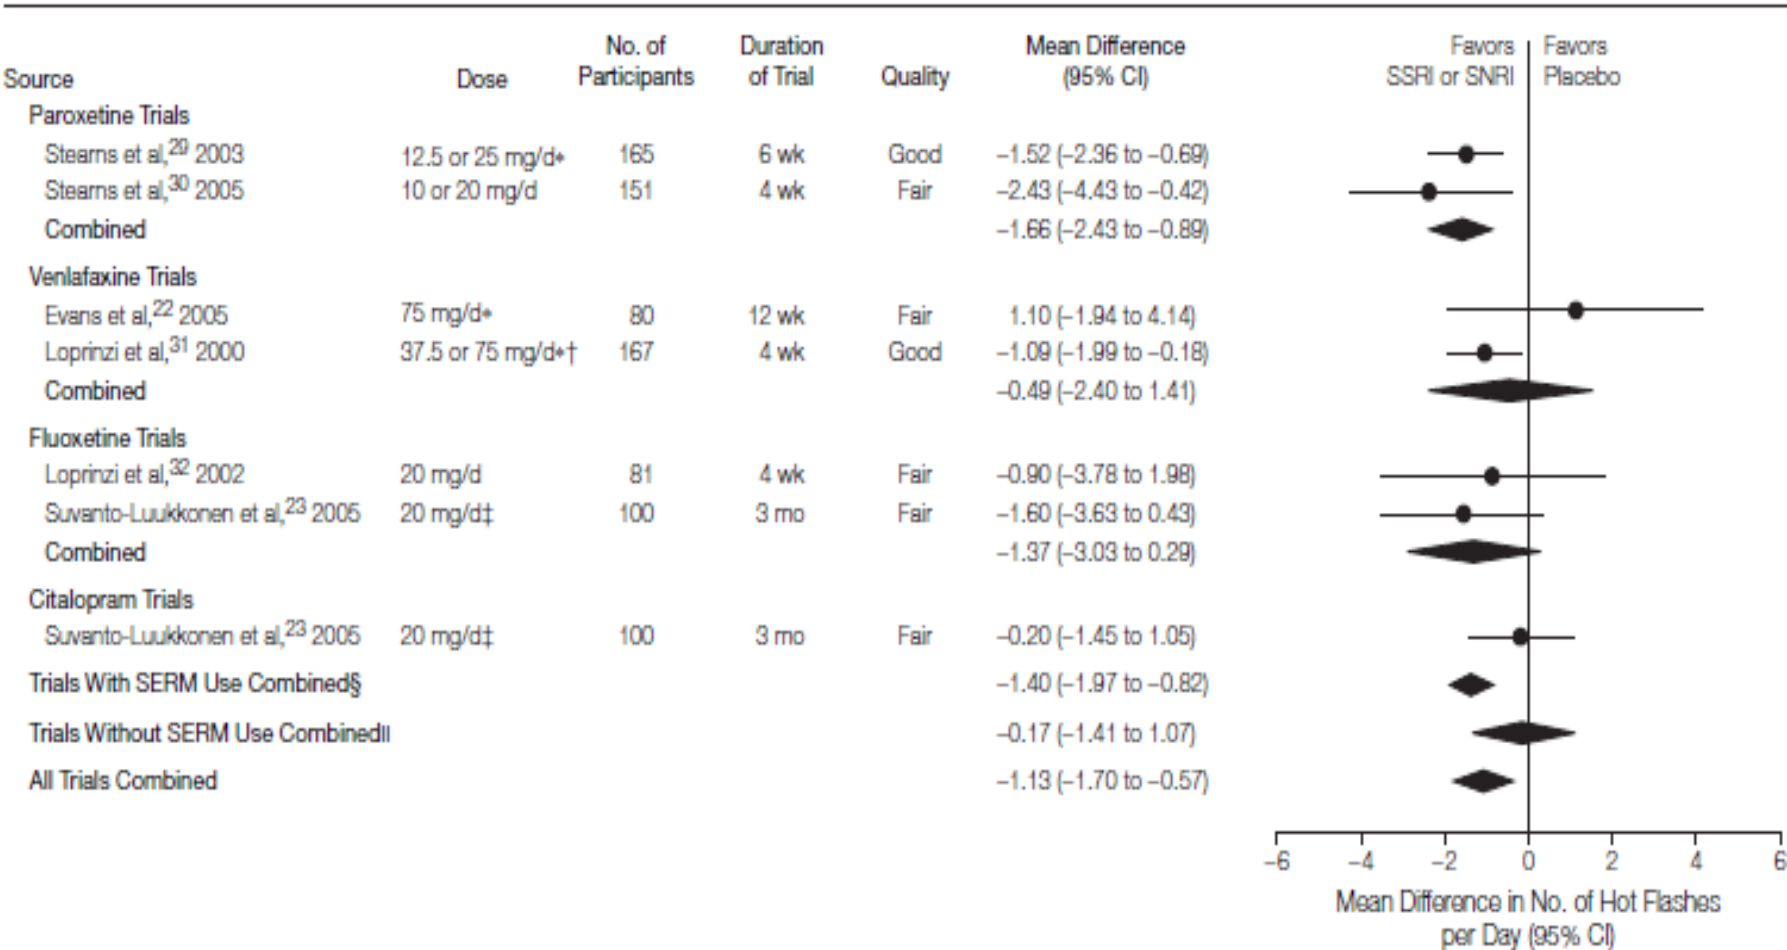 Source Dose No. of Participants Duration of Trial Quality Mean Difference (95% CI) Favors SSRI or SNRI Favors Placebo
Paroxetine Trials
Stearns et al,29 2003 12.5 or 25 mg/d* 165 6 wk Good −1.52 (−2.36 to −0.69)
Stearns et al,30 2005 10 or 20 mg/d 151 4 wk Fair −2.43 (−4.43 to −0.42)
Combined −1.66 (−2.43 to −0.89)
Venlafaxine Trials
Evans et al,22 2005 75 mg/d* 80 12 wk Fair 1.10 (−1.94 to 4.14)
Loprinzi et al,31 2000 37.5 or 75 mg/d*† 167 4 wk Good −1.09 (−1.99 to −0.18)
Combined −0.49 (−2.40 to 1.41)
Fluoxetine Trials
Loprinzi et al,32 2002 20 mg/d 81 4 wk Fair −0.90 (−3.78 to 1.98)
Suvanto-Luukkonen et al,23 2005 20 mg/d‡ 100 3 mo Fair −1.60 (−3.63 to 0.43)
Combined −1.37 (−3.03 to 0.29)
Citalopram Trials
Suvanto-Luukkonen et al,23 2005 20 mg/d‡ 100 3 mo Fair −0.20 (−1.45 to 1.05)
Trials With SERM Use Combined§ −1.40 (−1.97 to −0.82)
Trials Without SERM Use Combined|| −0.17 (−1.41 to 1.07)
All Trials Combined −1.13 (−1.70 to −0.57)
−6 −4 −2 0 2 4 6
Mean Difference in No. of Hot Flashes
per Day (95% CI)